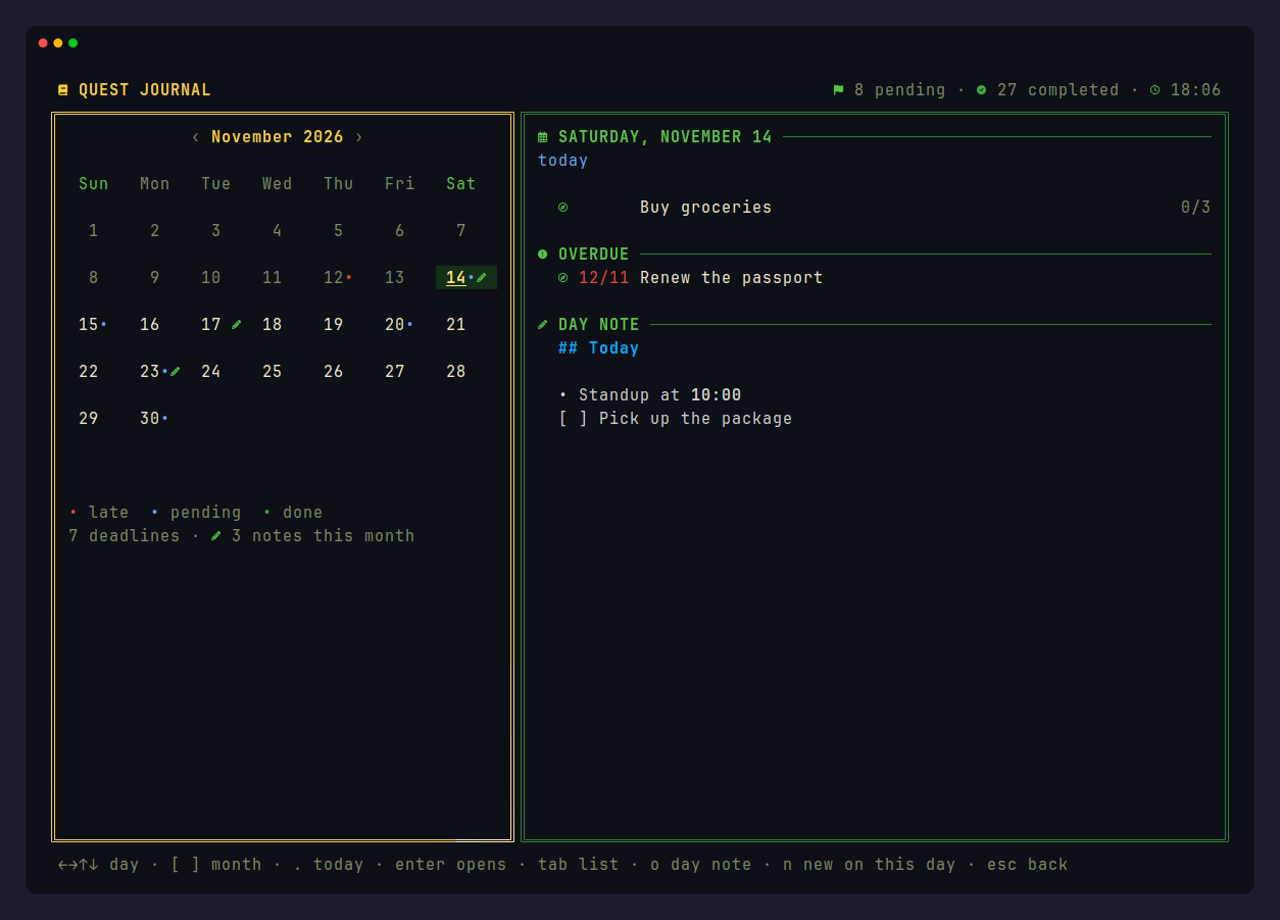 QUEST JOURNAL
8 pending · 27 completed · 18:06
‹ November 2026 ›
Sun Mon Tue Wed Thu Fri Sat
1 2 3 4 5 6 7
8 9 10 11 12• 13 14•
15• 16 17 18 19 20• 21
22 23• 24 25 26 27 28
29 30•
• late • pending • done
7 deadlines · 3 notes this month
SATURDAY, NOVEMBER 14
today
Buy groceries 0/3
OVERDUE
12/11 Renew the passport
DAY NOTE
## Today
• Standup at 10:00
[ ] Pick up the package
←→↑↓ day · [ ] month · . today · enter opens · tab list · o day note · n new on this day · esc back